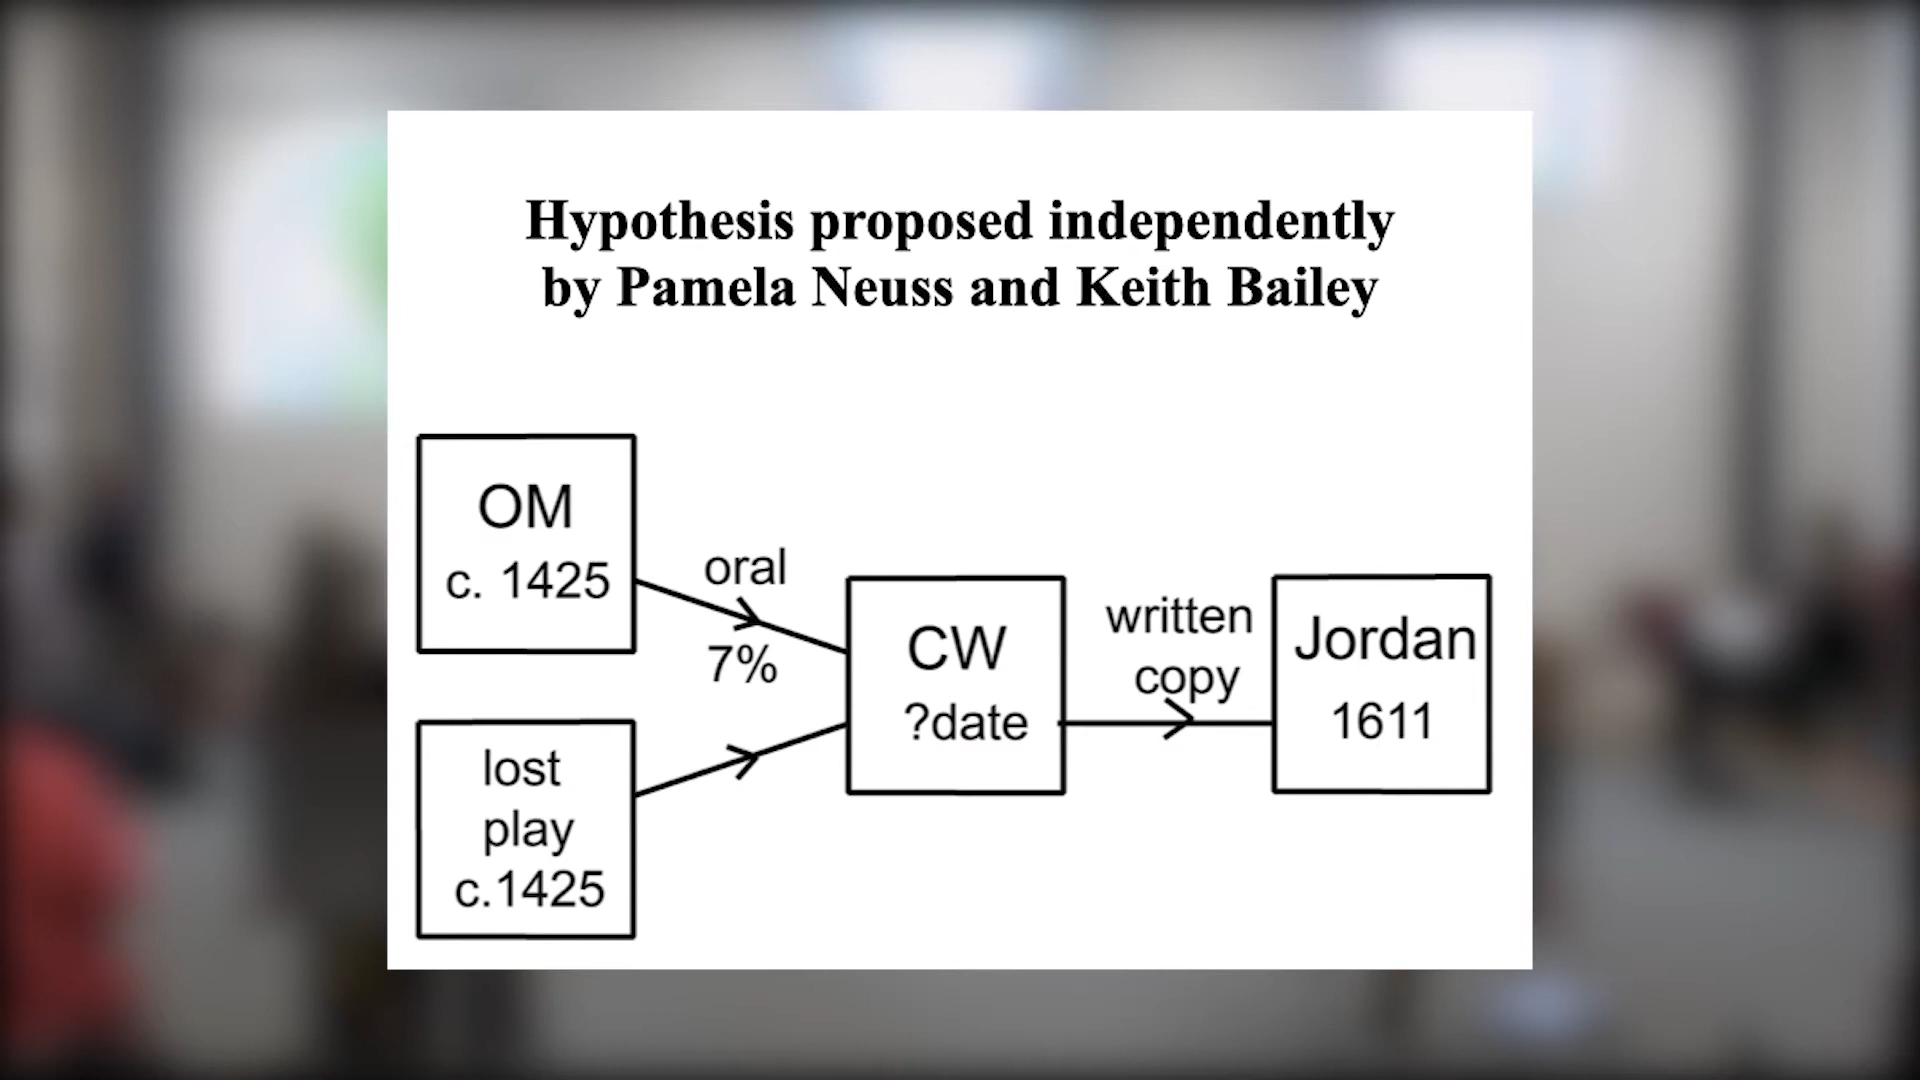 Hypothesis proposed independently
by Pamela Neuss and Keith Bailey
OM
c. 1425
oral
7%
lost
play
c.1425
CW
?date
written
copy
Jordan
1611